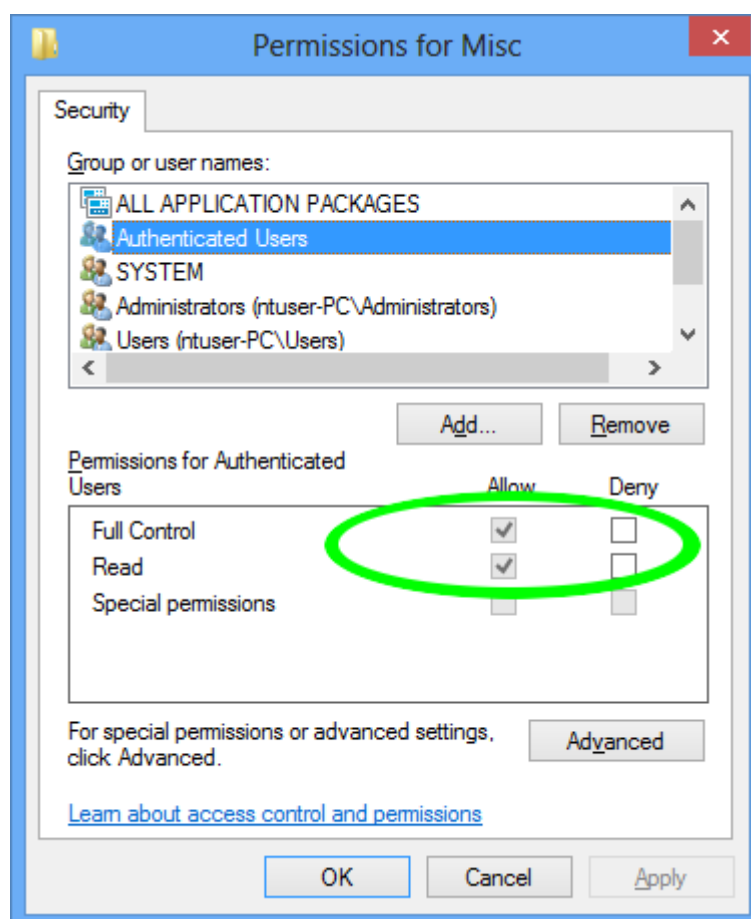 Permissions for Misc
Security
Group or user names:
ALL APPLICATION PACKAGES
Authenticated Users
SYSTEM
Administrators (ntuser-PC\Administrators)
Users (ntuser-PC\Users)
Add...
Remove
Permissions for Authenticated
Users
Allow
Deny
Full Control
Read
Special permissions
For special permissions or advanced settings,
click Advanced.
Advanced
Learn about access control and permissions
OK
Cancel
Apply